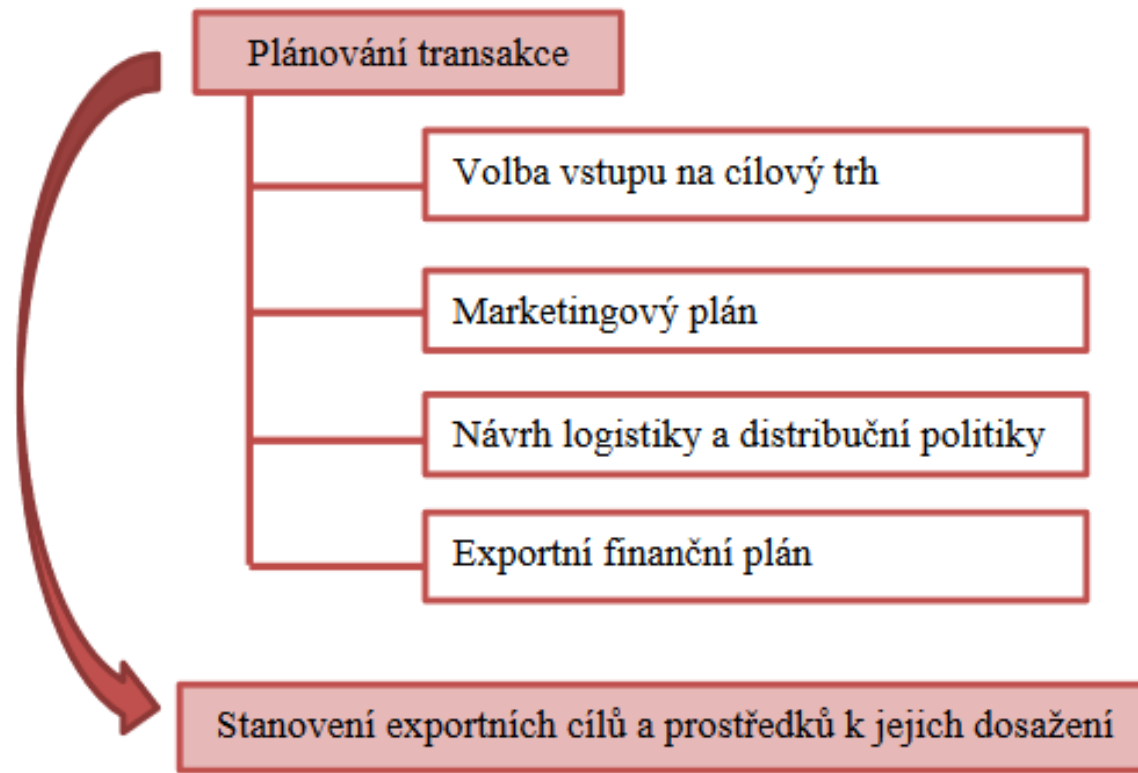 Plánování transakce
Volba vstupu na cílový trh
Marketingový plán
Návrh logistiky a distribuční politiky
Exportní finanční plán
Stanovení exportních cílů a prostředků k jejich dosažení